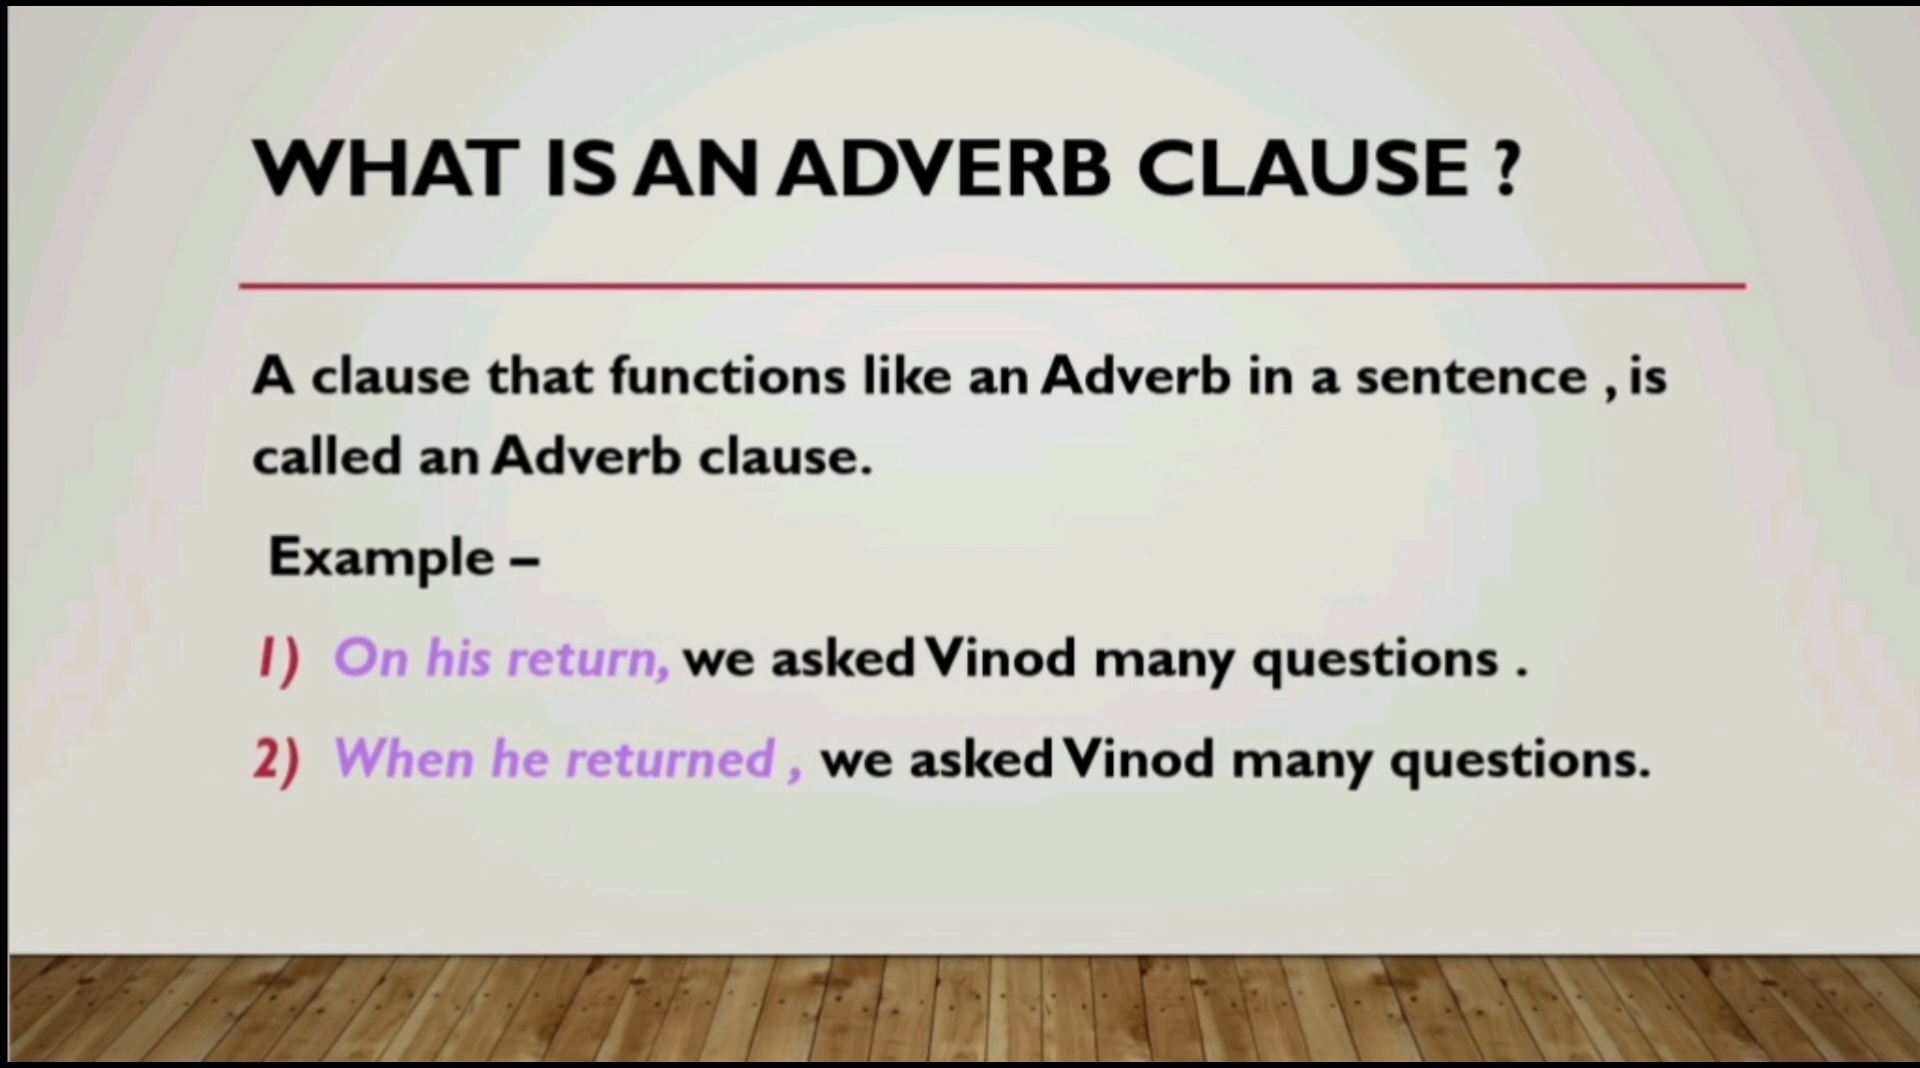 WHAT IS AN ADVERB CLAUSE ?
A clause that functions like an Adverb in a sentence , is
called an Adverb clause.
Example –
1) On his return, we asked Vinod many questions .
2) When he returned , we asked Vinod many questions.